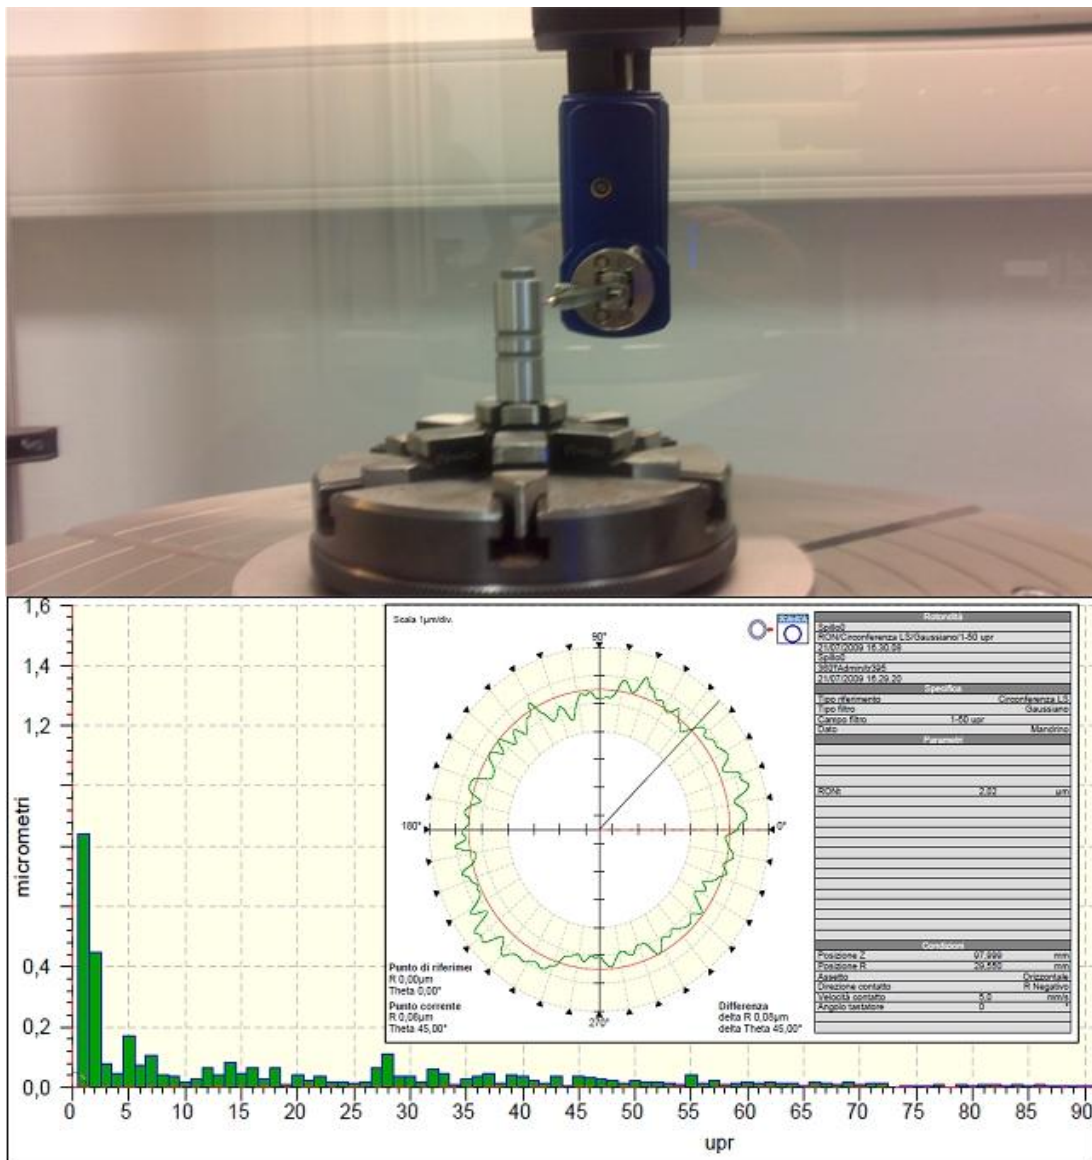 1,6
1,4
1,2
0,4
0,2
0,0
micrometri
0 5 10 15 20 25 30 35 40 45 50 55 60 65 70 75 80 85 90
upr
Scala 1µm/div.
90°
180°
0°
270°
Punto di riferime
R 0,00µm
Theta 0,00°
Punto corrente
R 0,08µm
Theta 45,00°
Differenza
delta R 0,08µm
delta Theta 45,00°
Rotondità
RON/Circonferenza LS/Gaussiano/1-50 upr
21/07/2009 16.30.08
21/07/2009 16.29.20
Specifica
Tipo riferimento Circonferenza LS
Tipo filtro Gaussiano
Campo filtro 1-50 upr
Dato Mandrino
Parametri
RONt 2,02 µm
Condizioni
Posizione Z 97,999 mm
Posizione R 29,550 mm
Assetto Orizzontale
Direzione contatto R Negativo
Velocità contatto 5,0 mm/s
Angolo tastatore 0 °